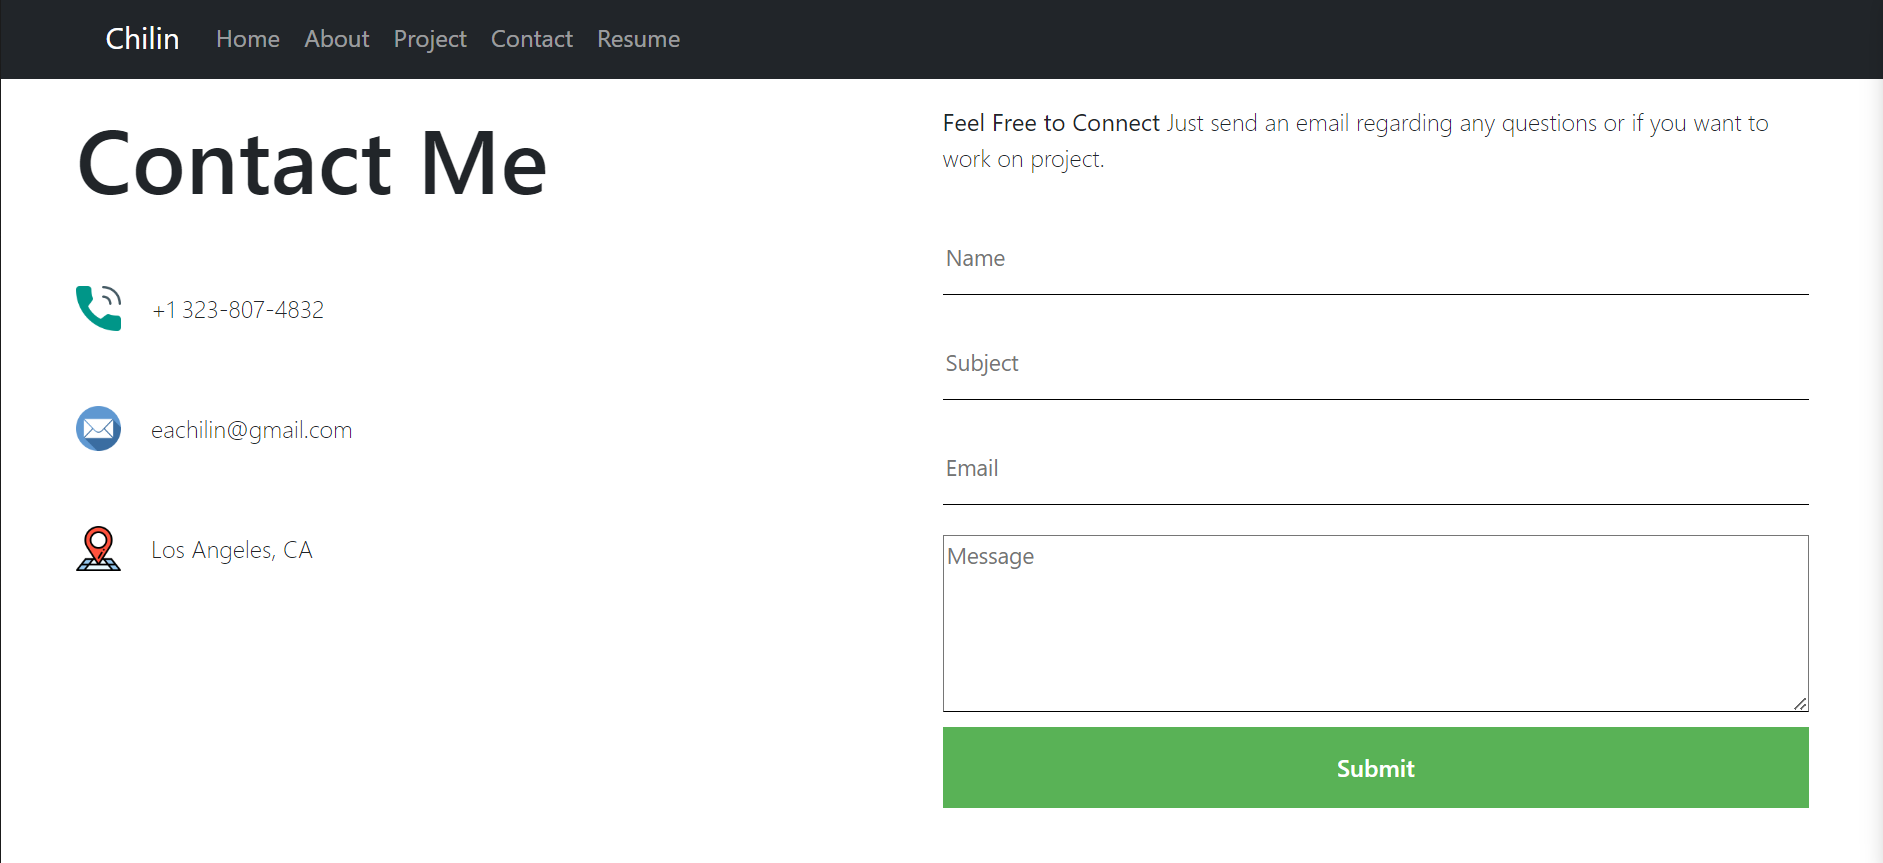 Chilin Home About Project Contact Resume
Contact Me
+1 323-807-4832
eachilin@gmail.com
Los Angeles, CA
Feel Free to Connect Just send an email regarding any questions or if you want to
work on project.
Name
Subject
Email
Message
Submit